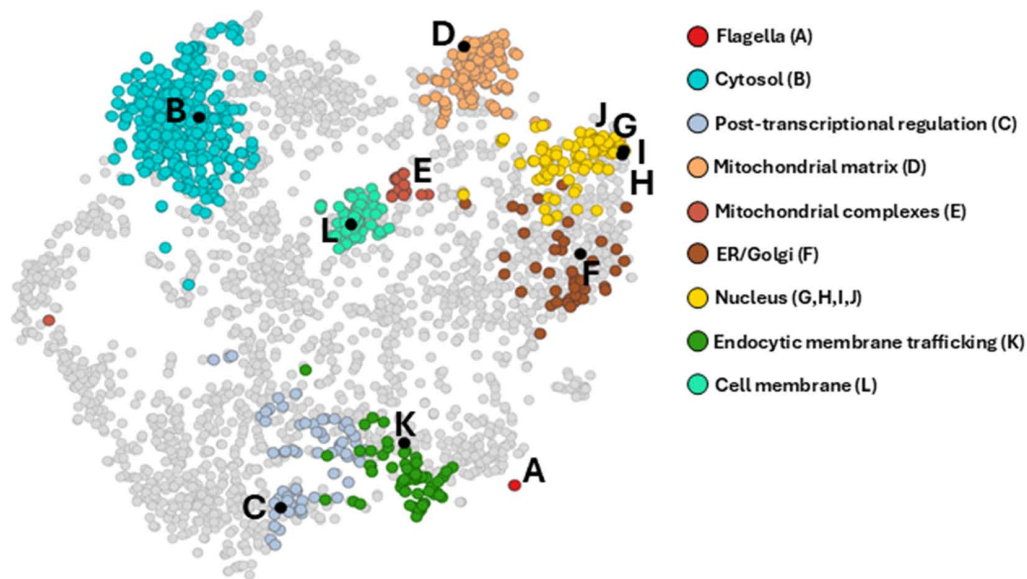 D
B
J
G
I
H
E
L
F
K
A
C
Flagella (A)
Cytosol (B)
Post-transcriptional regulation (C)
Mitochondrial matrix (D)
Mitochondrial complexes (E)
ER/Golgi (F)
Nucleus (G,H,I,J)
Endocytic membrane trafficking (K)
Cell membrane (L)